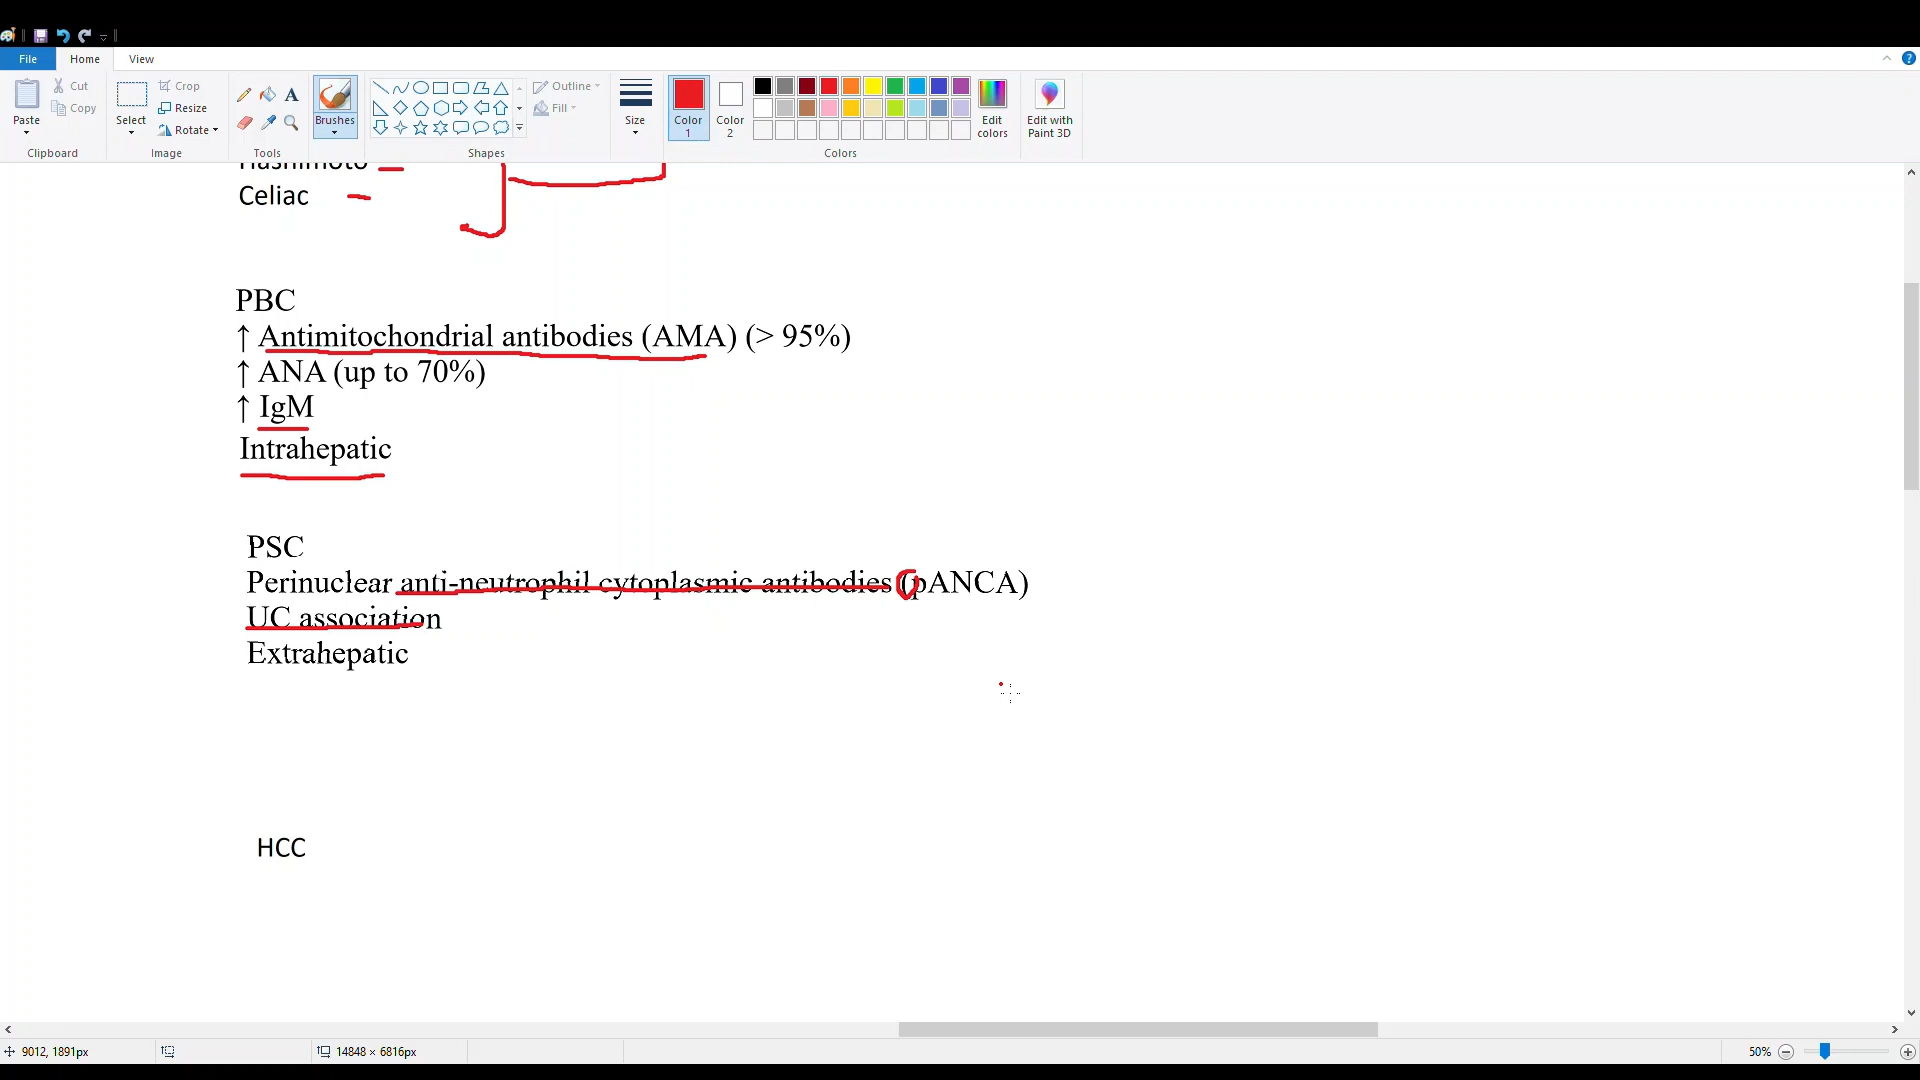 File Home View
Paste Cut Copy Select Crop Resize Rotate Brushes Outline Fill Size Color 1 Color 2 Edit colors Edit with Paint 3D
Clipboard Image Tools Shapes Colors
Hashimoto
Celiac
PBC
↑ Antimitochondrial antibodies (AMA) (> 95%)
↑ ANA (up to 70%)
↑ IgM
Intrahepatic
PSC
Perinuclear anti-neutrophil cytoplasmic antibodies (pANCA)
UC association
Extrahepatic
HCC
9012, 1891px 14848 × 6816px 50%